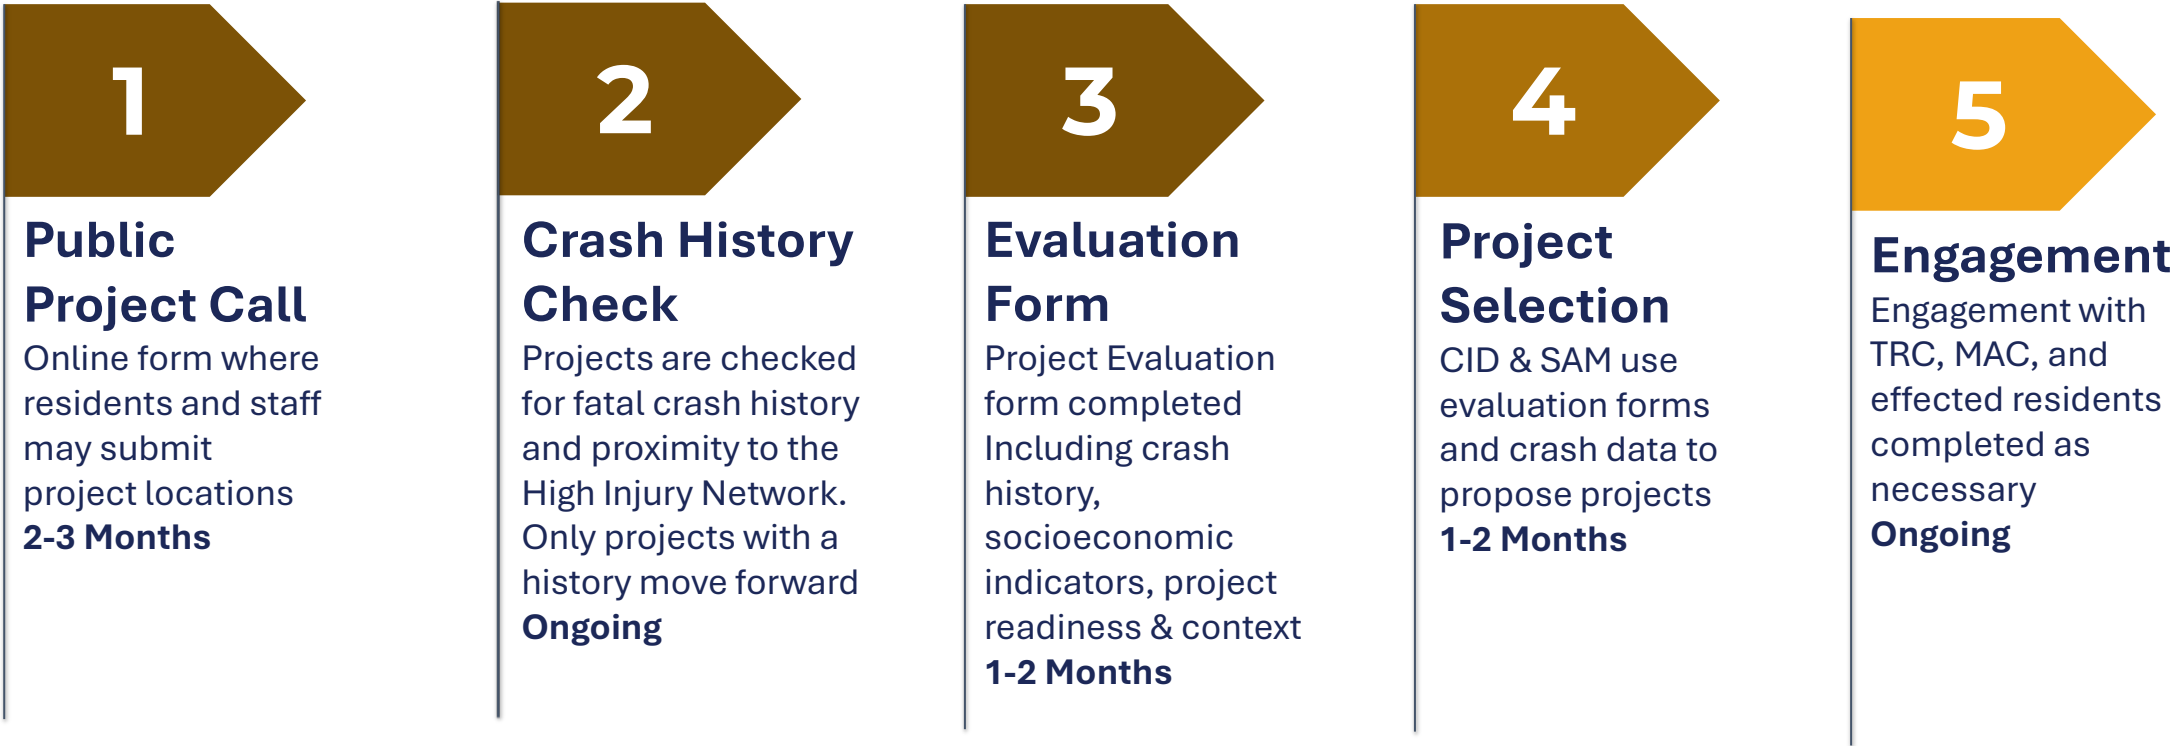 1
Public
Project Call
Online form where
residents and staff
may submit
project locations
2-3 Months
2
Crash History
Check
Projects are checked
for fatal crash history
and proximity to the
High Injury Network.
Only projects with a
history move forward
Ongoing
3
Evaluation
Form
Project Evaluation
form completed
Including crash
history,
socioeconomic
indicators, project
readiness & context
1-2 Months
4
Project
Selection
CID & SAM use
evaluation forms
and crash data to
propose projects
1-2 Months
5
Engagement
Engagement with
TRC, MAC, and
effected residents
completed as
necessary
Ongoing